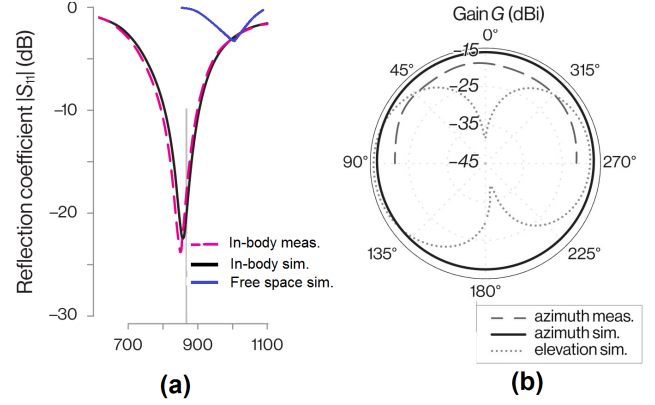 Reflection coefficient |S₁₁| (dB)
0
−10
−20
−30
700
900
1000
1100
In-body meas.
In-body sim.
Free space sim.
(a)
Gain G (dBi)
0°
45°
315°
−15
−25
−35
−45
90°
270°
135°
225°
180°
azimuth meas.
azimuth sim.
elevation sim.
(b)